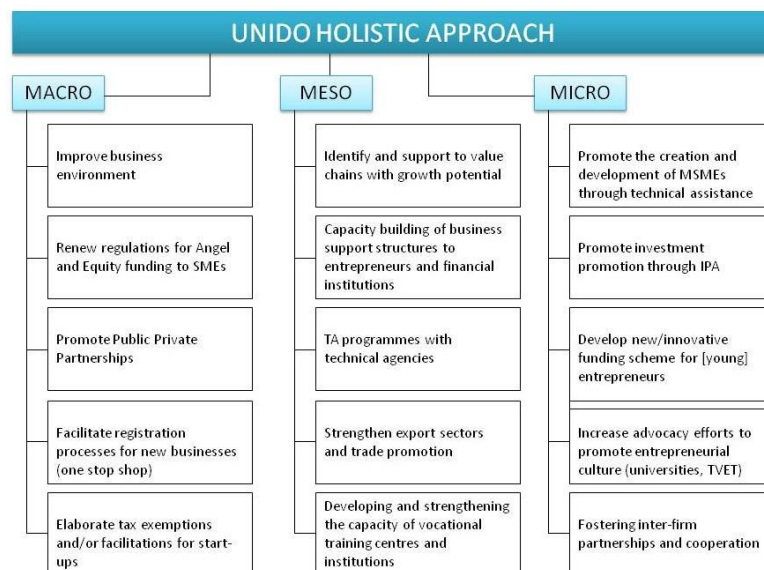 UNIDO HOLISTIC APPROACH
MACRO
Improve business
environment
Renew regulations for Angel
and Equity funding to SMEs
Promote Public Private
Partnerships
Facilitate registration
processes for new businesses
(one stop shop)
Elaborate tax exemptions
and/or facilitations for start-
ups
MESO
Identify and support to value
chains with growth potential
Capacity building of business
support structures to
entrepreneurs and financial
institutions
TA programmes with
technical agencies
Strengthen export sectors
and trade promotion
Developing and strengthening
the capacity of vocational
training centres and
institutions
MICRO
Promote the creation and
development of MSMEs
through technical assistance
Promote investment
promotion through IPA
Develop new/innovative
funding scheme for [young]
entrepreneurs
Increase advocacy efforts to
promote entrepreneurial
culture (universities, TVET)
Fostering inter-firm
partnerships and cooperation